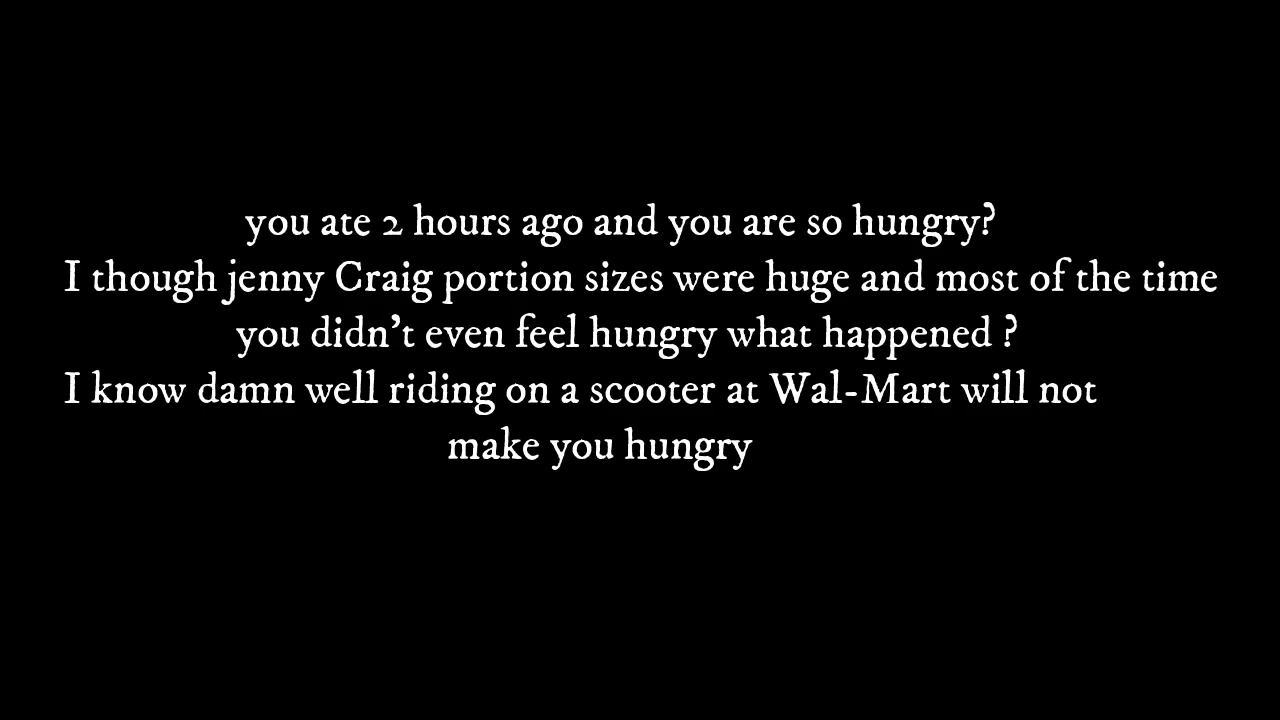 you ate 2 hours ago and you are so hungry?
I though jenny Craig portion sizes were huge and most of the time
you didn't even feel hungry what happened ?
I know damn well riding on a scooter at Wal-Mart will not
make you hungry